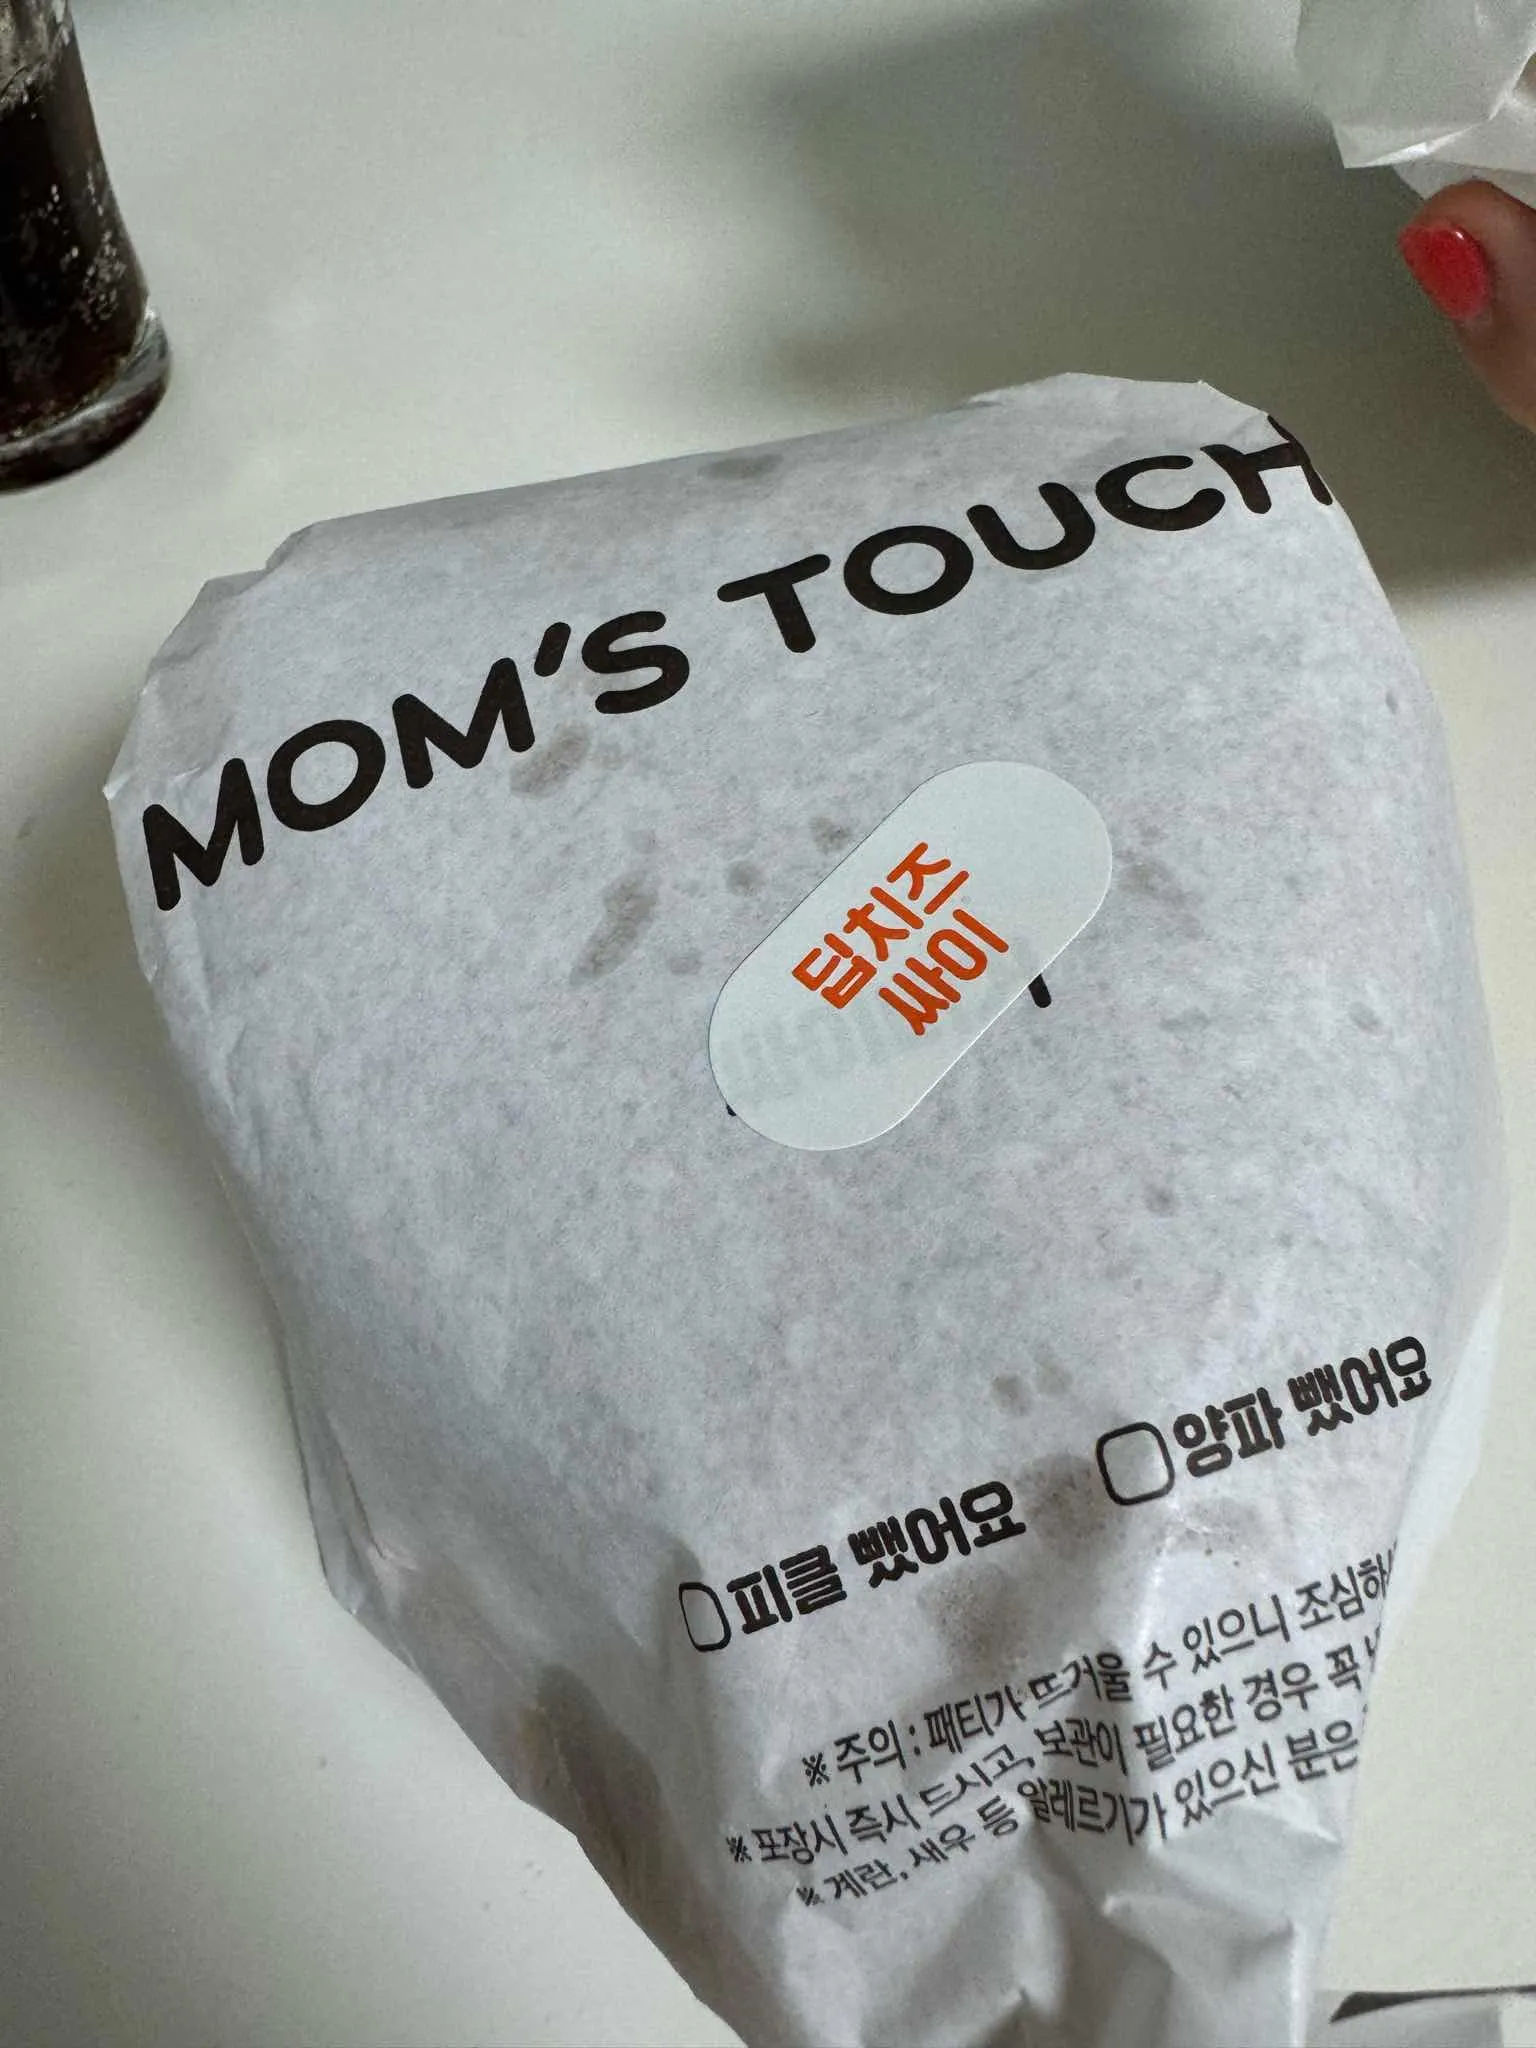 MOM'S TOUCH
딥치즈
싸이
피클 뺐어요 양파 뺐어요
※ 주의 : 패티가 뜨거울 수 있으니
※ 포장시 즉시 드시고, 보관이 필요한 경우 꼭
※ 계란, 새우 등 알레르기가 있으신 분은